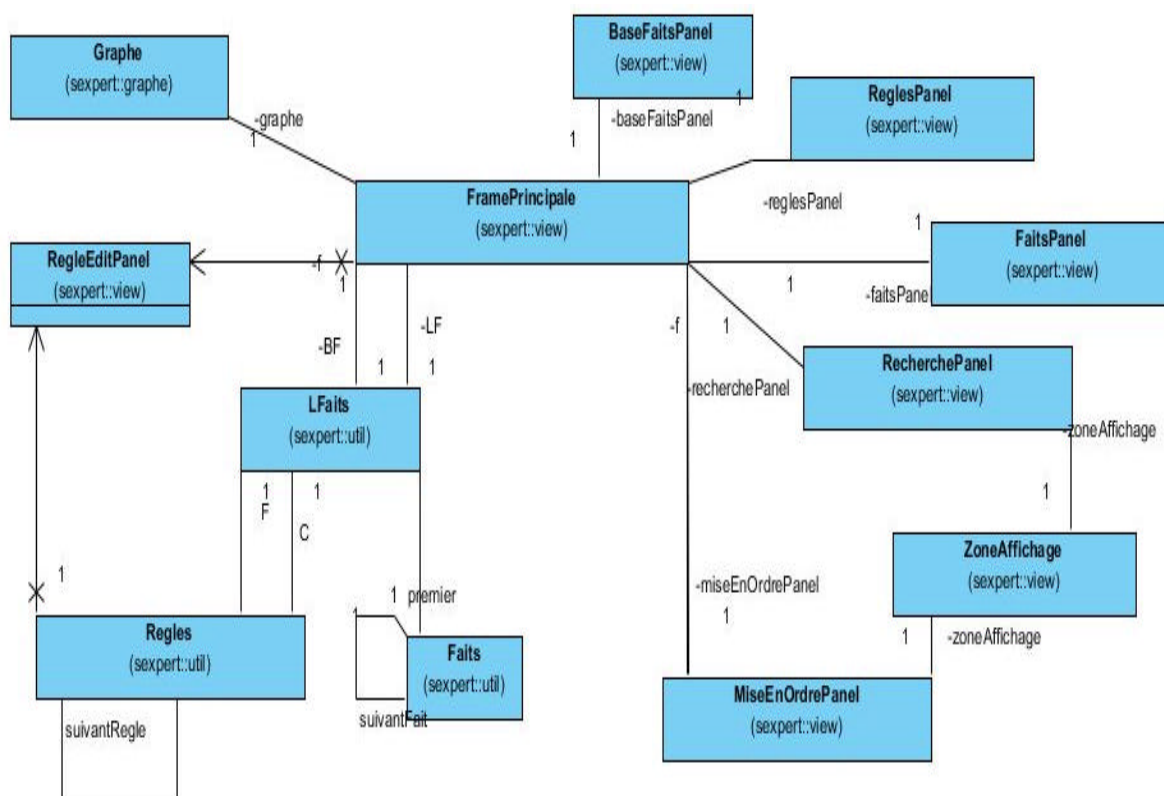 BaseFaitsPanel
(sexpert::view)
1
-baseFaitsPanel
1
Graphe
(sexpert::graphe)
-graphe
1
ReglesPanel
(sexpert::view)
-reglesPanel
1
FramePrincipale
(sexpert::view)
FaitsPanel
(sexpert::view)
1
-faitsPane
RegleEditPanel
(sexpert::view)
-f
1
-BF
1
-LF
1
-f
1
-recherchePanel
RecherchePanel
(sexpert::view)
-zoneAffichage
1
LFaits
(sexpert::util)
1
F
1
C
ZoneAffichage
(sexpert::view)
1
-zoneAffichage
-miseEnOrdrePanel
1
1
Regles
(sexpert::util)
suivantRegle
1
1
premier
Faits
(sexpert::util)
suivantFait
MiseEnOrdrePanel
(sexpert::view)